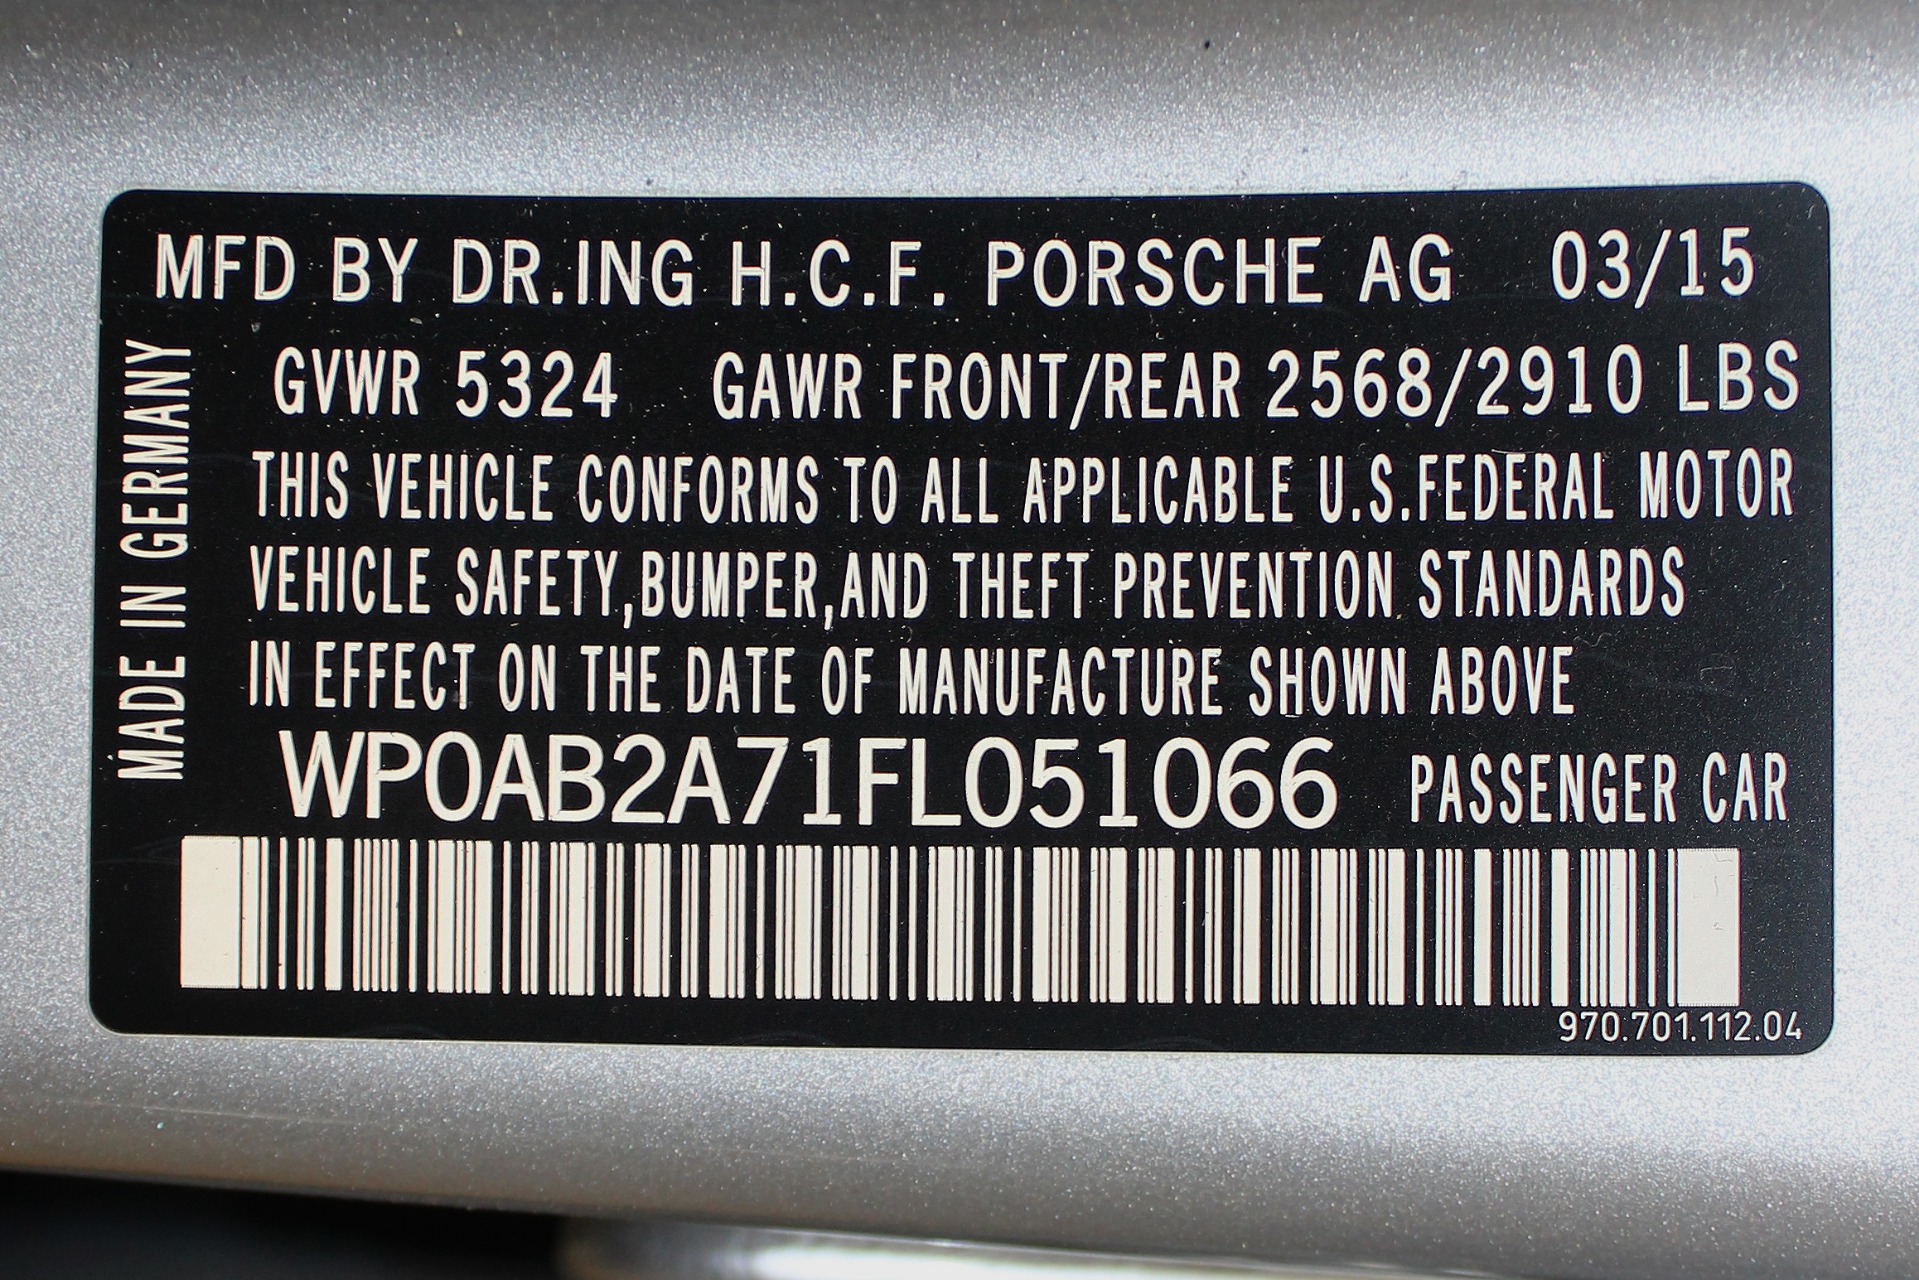 MFD BY DR.ING H.C.F. PORSCHE AG 03/15
GVWR 5324 GAWR FRONT/REAR 2568/2910 LBS
THIS VEHICLE CONFORMS TO ALL APPLICABLE U.S.FEDERAL MOTOR
VEHICLE SAFETY,BUMPER,AND THEFT PREVENTION STANDARDS
IN EFFECT ON THE DATE OF MANUFACTURE SHOWN ABOVE
WP0AB2A71FL051066 PASSENGER CAR
970.701.112.04
MADE IN GERMANY